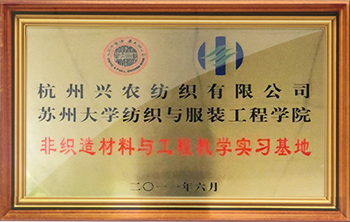 杭州兴农纺织有限公司
苏州大学纺织与服装工程学院
非织造材料与工程教学实习基地
二〇一一年六月